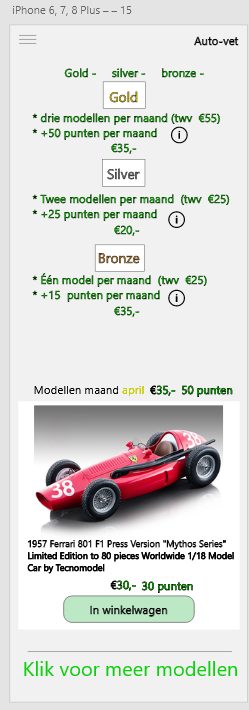 iPhone 6, 7, 8 Plus – – 15
Auto-vet
Gold - silver - bronze -
Gold
* drie modellen per maand (twv €55)
* +50 punten per maand i
€35,-
Silver
* Twee modellen per maand (twv €25)
* +25 punten per maand i
€20,-
Bronze
* Één model per maand (twv €25)
* +15 punten per maand i
€35,-
Modellen maand april €35,- 50 punten
38
38
1957 Ferrari 801 F1 Press Version "Mythos Series"
Limited Edition to 80 pieces Worldwide 1/18 Model
Car by Tecnomodel
€30,- 30 punten
In winkelwagen
Klik voor meer modellen